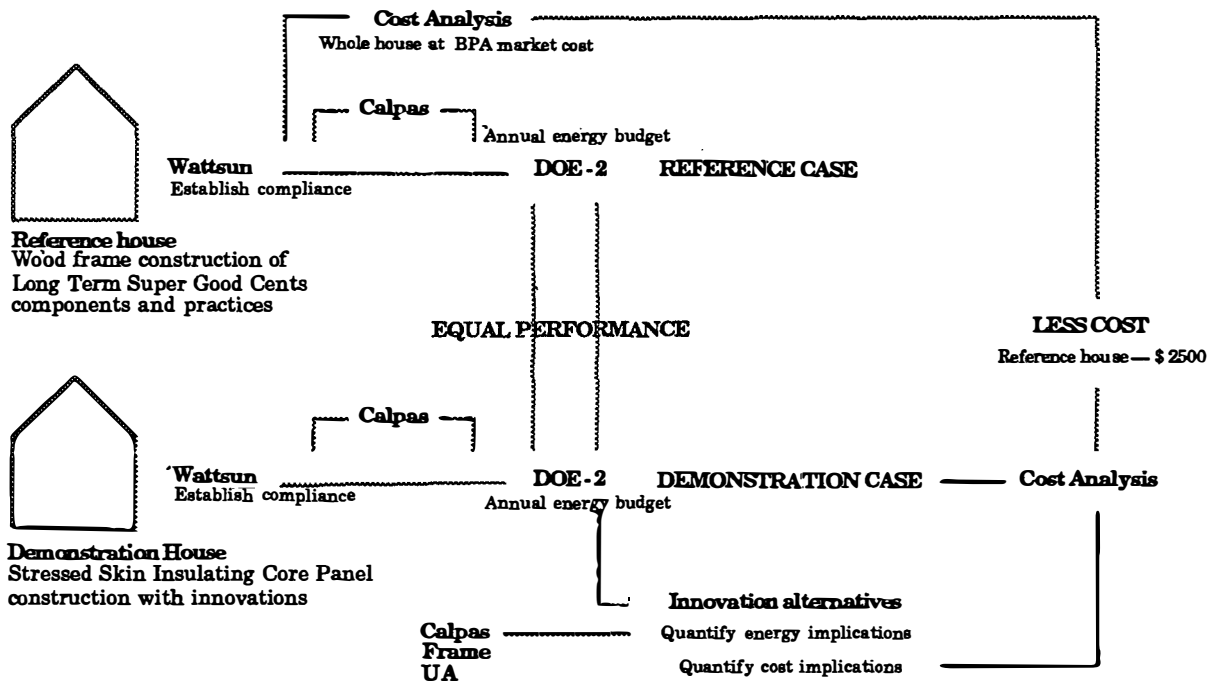 Cost Analysis
Whole house at BPA market cost
Calpas
Annual energy budget
Wattsun
Establish compliance
DOE-2
REFERENCE CASE
Reference house
Wood frame construction of
Long Term Super Good Cents
components and practices
EQUAL PERFORMANCE
LESS COST
Reference house — $ 2500
Calpas
Wattsun
Establish compliance
DOE-2
Annual energy budget
DEMONSTRATION CASE
Cost Analysis
Demonstration House
Stressed Skin Insulating Core Panel
construction with innovations
Innovation alternatives
Calpas
Quantify energy implications
Frame
Quantify cost implications
UA